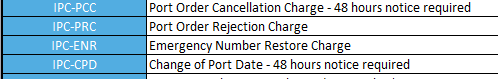 IPC-PCC Port Order Cancellation Charge - 48 hours notice required
IPC-PRC Port Order Rejection Charge
IPC-ENR Emergency Number Restore Charge
IPC-CPD Change of Port Date - 48 hours notice required